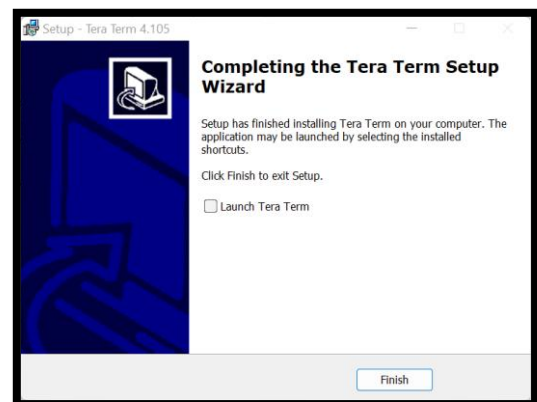 Setup - Tera Term 4.105
Completing the Tera Term Setup
Wizard
Setup has finished installing Tera Term on your computer. The
application may be launched by selecting the installed
shortcuts.
Click Finish to exit Setup.
Launch Tera Term
Finish